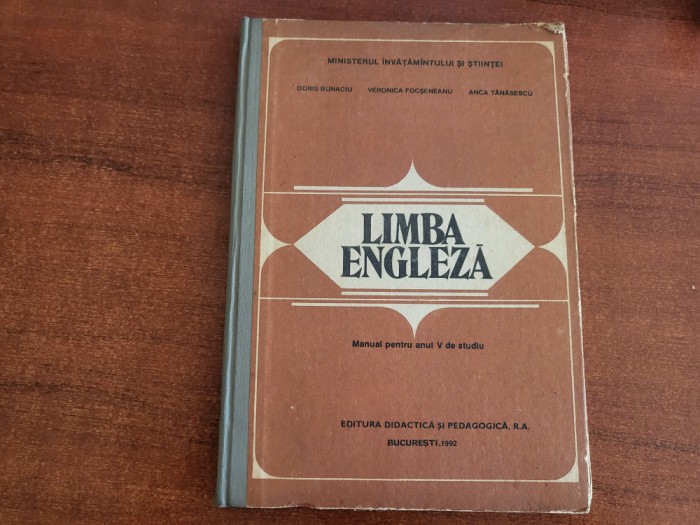 MINISTERUL ÎNVĂȚĂMÎNTULUI ȘI ȘTIINȚEI
DORIS BUNACIU VERONICA FOCȘENEANU ANCA TĂNĂSESCU
LIMBA
ENGLEZĂ
Manual pentru anul V de studiu
EDITURA DIDACTICĂ ȘI PEDAGOGICĂ, R.A.
BUCUREȘTI, 1992